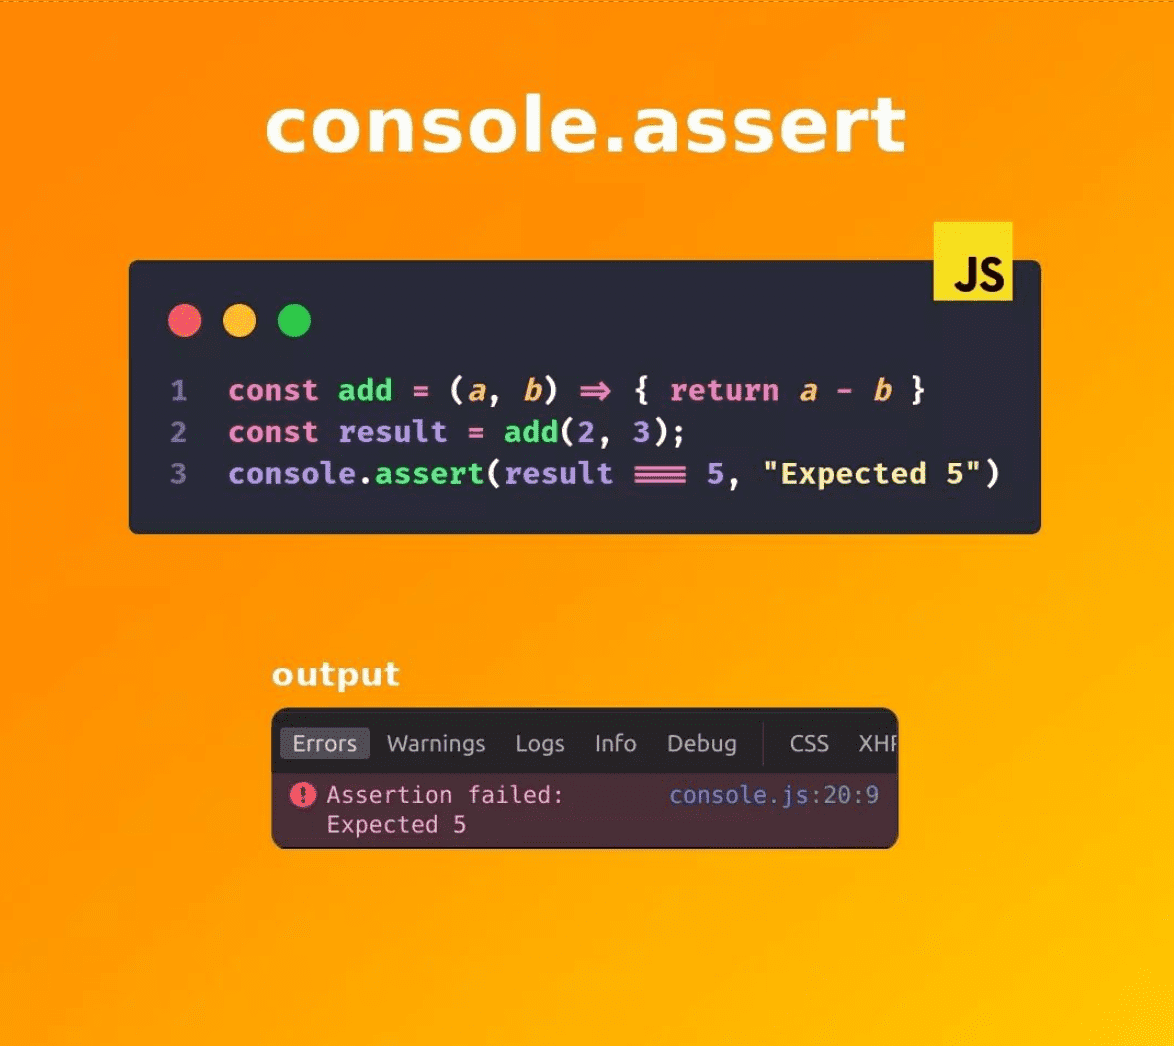 console.assert
JS
1 const add = (a, b) => { return a - b }
2 const result = add(2, 3);
3 console.assert(result === 5, "Expected 5")
output
Errors Warnings Logs Info Debug CSS XHR
Assertion failed: console.js:20:9
Expected 5